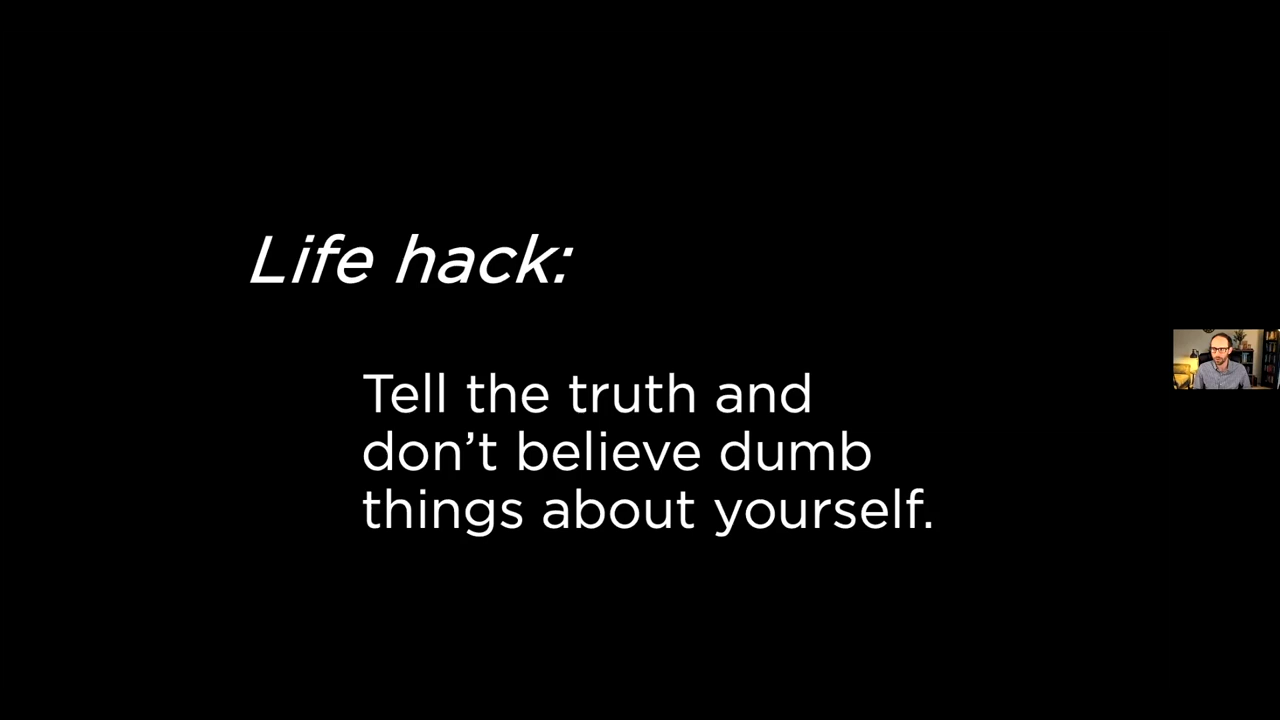 Life hack:
Tell the truth and
don’t believe dumb
things about yourself.